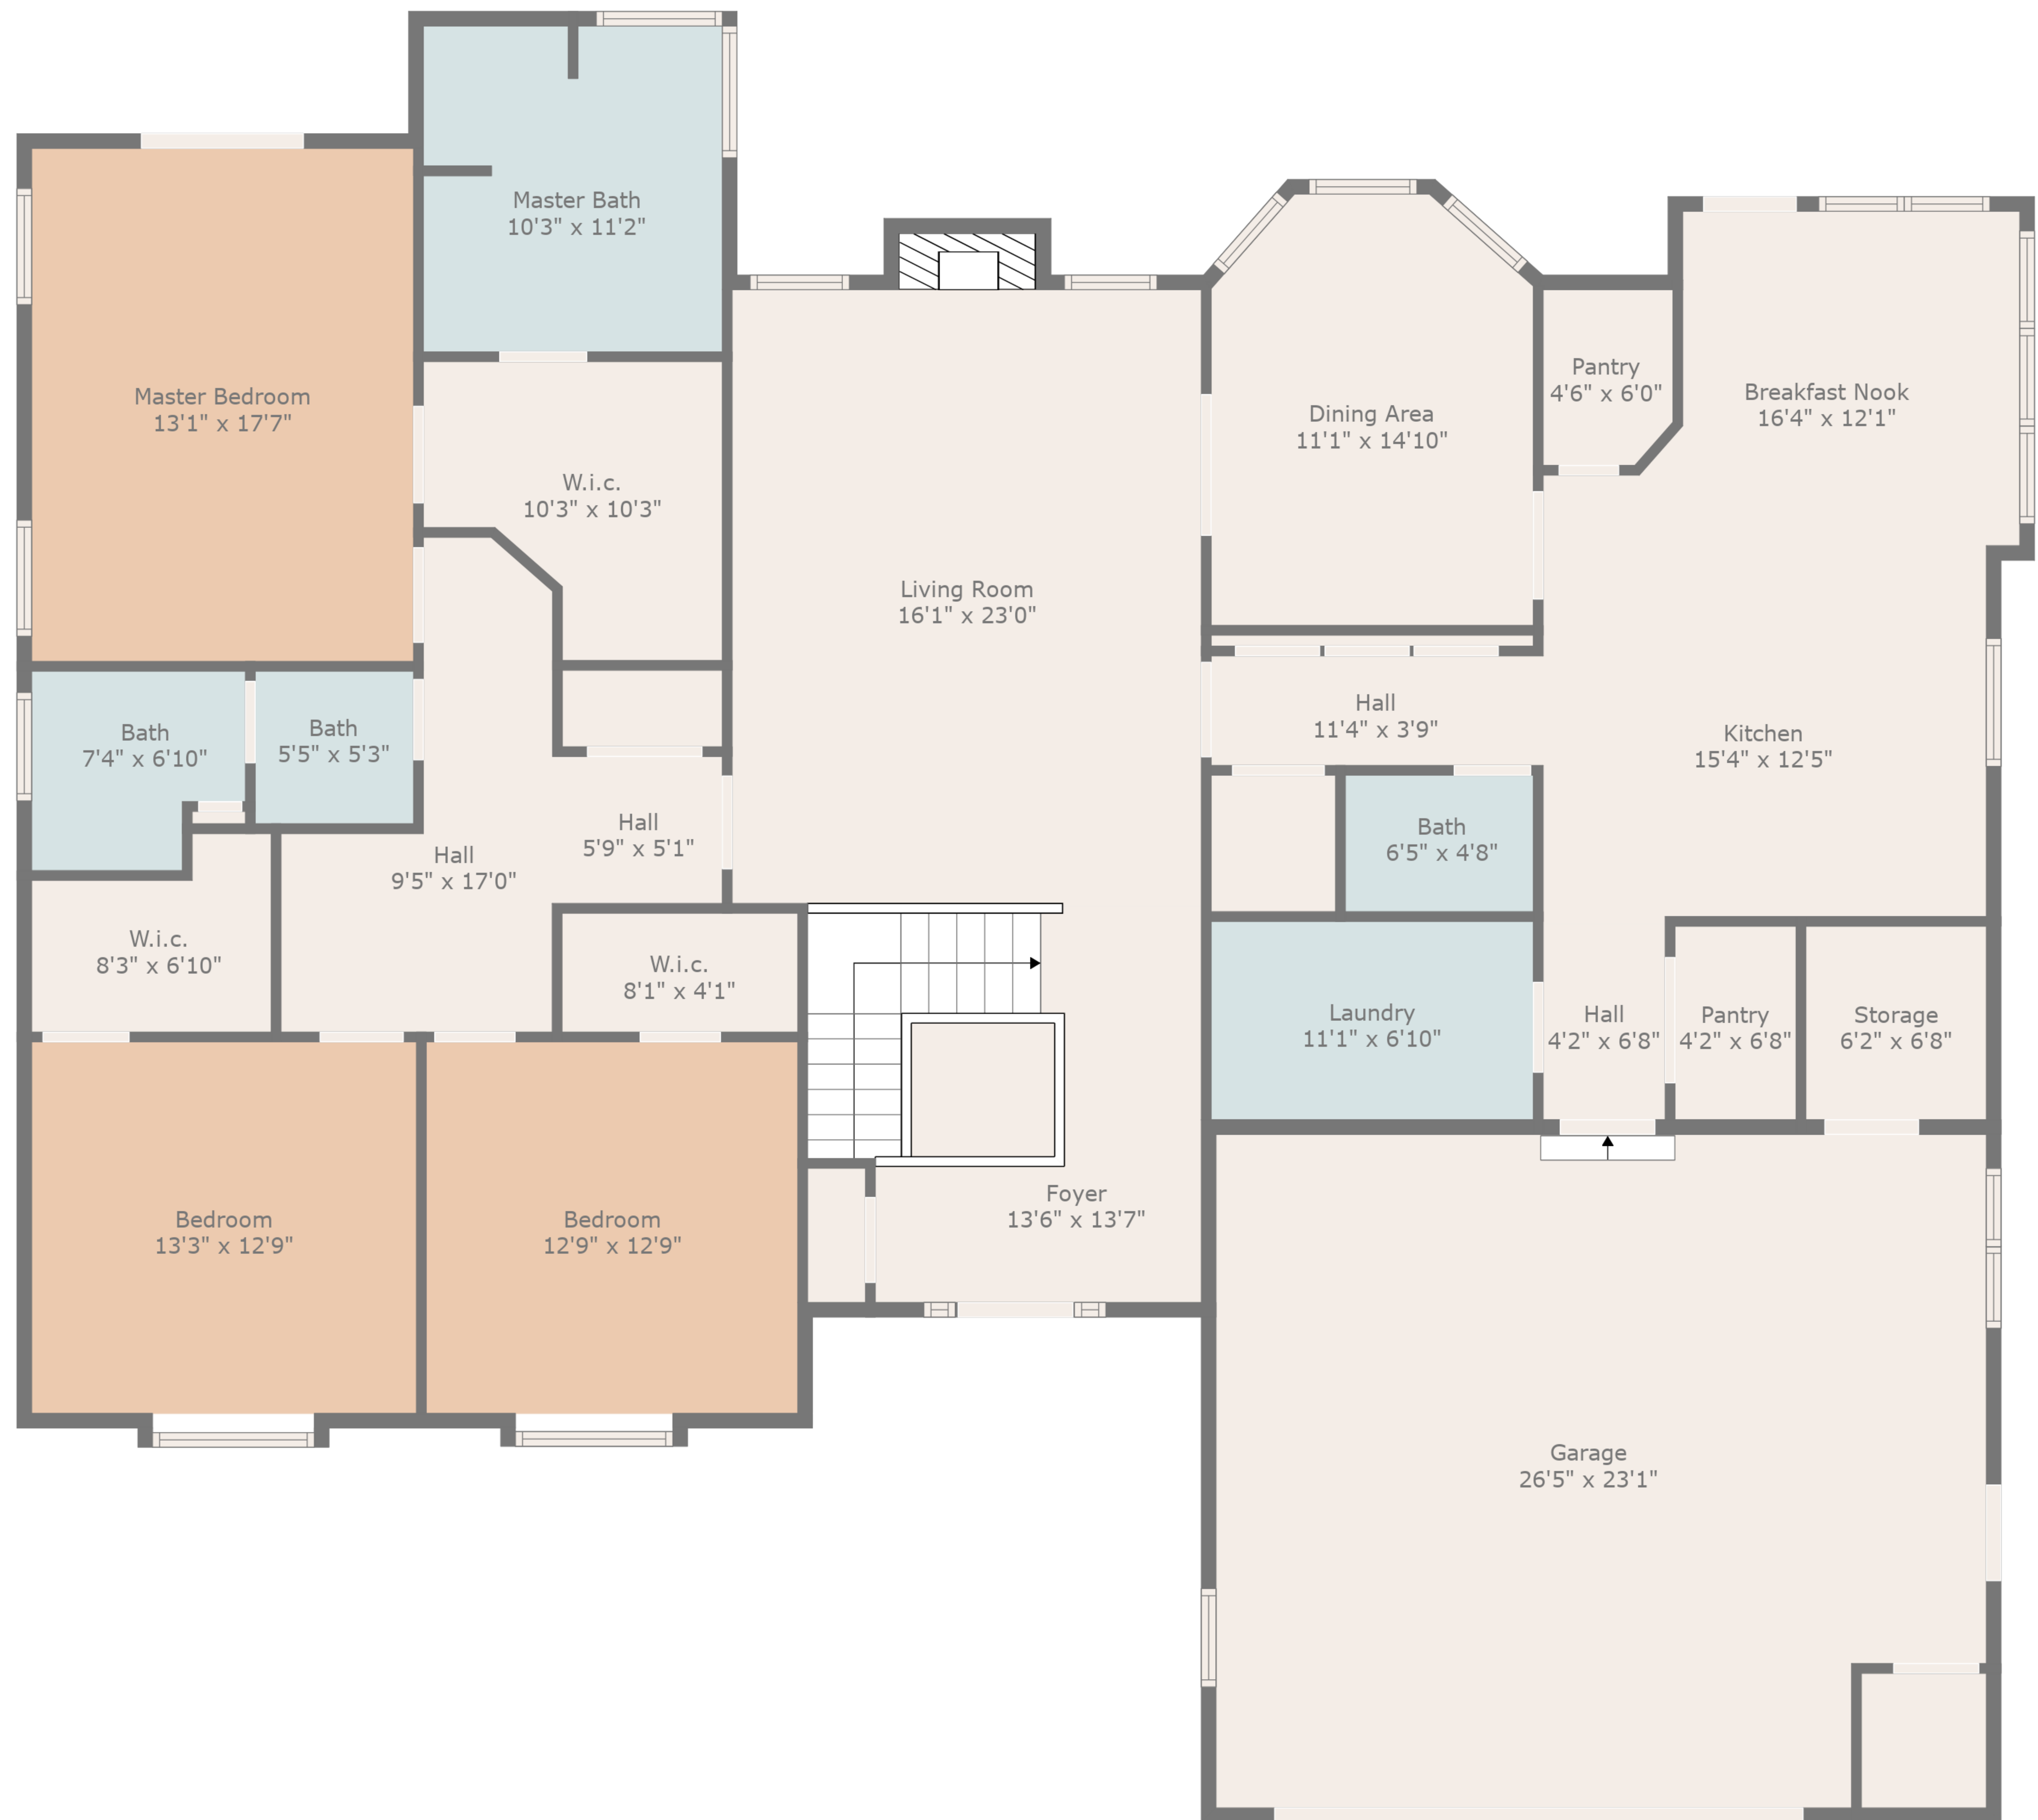 Master Bath
10'3" x 11'2"
Master Bedroom
13'1" x 17'7"
W.i.c.
10'3" x 10'3"
Living Room
16'1" x 23'0"
Dining Area
11'1" x 14'10"
Pantry
4'6" x 6'0"
Breakfast Nook
16'4" x 12'1"
Bath
7'4" x 6'10"
Bath
5'5" x 5'3"
Hall
9'5" x 17'0"
Hall
5'9" x 5'1"
Hall
11'4" x 3'9"
Kitchen
15'4" x 12'5"
Bath
6'5" x 4'8"
W.i.c.
8'3" x 6'10"
W.i.c.
8'1" x 4'1"
Laundry
11'1" x 6'10"
Hall
4'2" x 6'8"
Pantry
4'2" x 6'8"
Storage
6'2" x 6'8"
Bedroom
13'3" x 12'9"
Bedroom
12'9" x 12'9"
Foyer
13'6" x 13'7"
Garage
26'5" x 23'1"